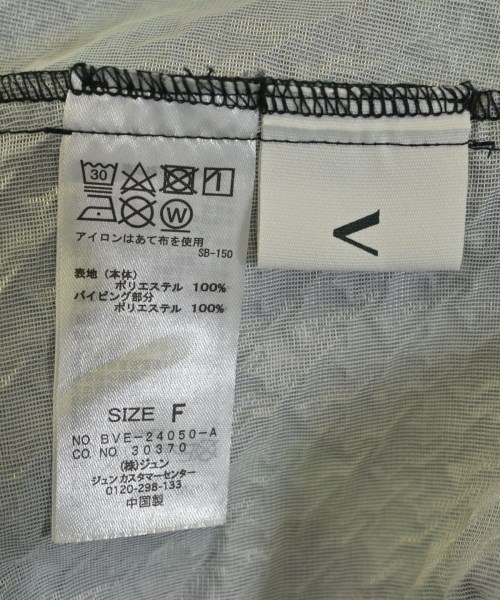 30
W
アイロンはあて布を使用
SB-150
表地（本体）
ポリエステル 100%
パイピング部分
ポリエステル 100%
SIZE F
NO BVE-24050-A
CO.NO 30370
(株)ジュン
ジュンカスタマーセンター
0120-298-133
中国製
V